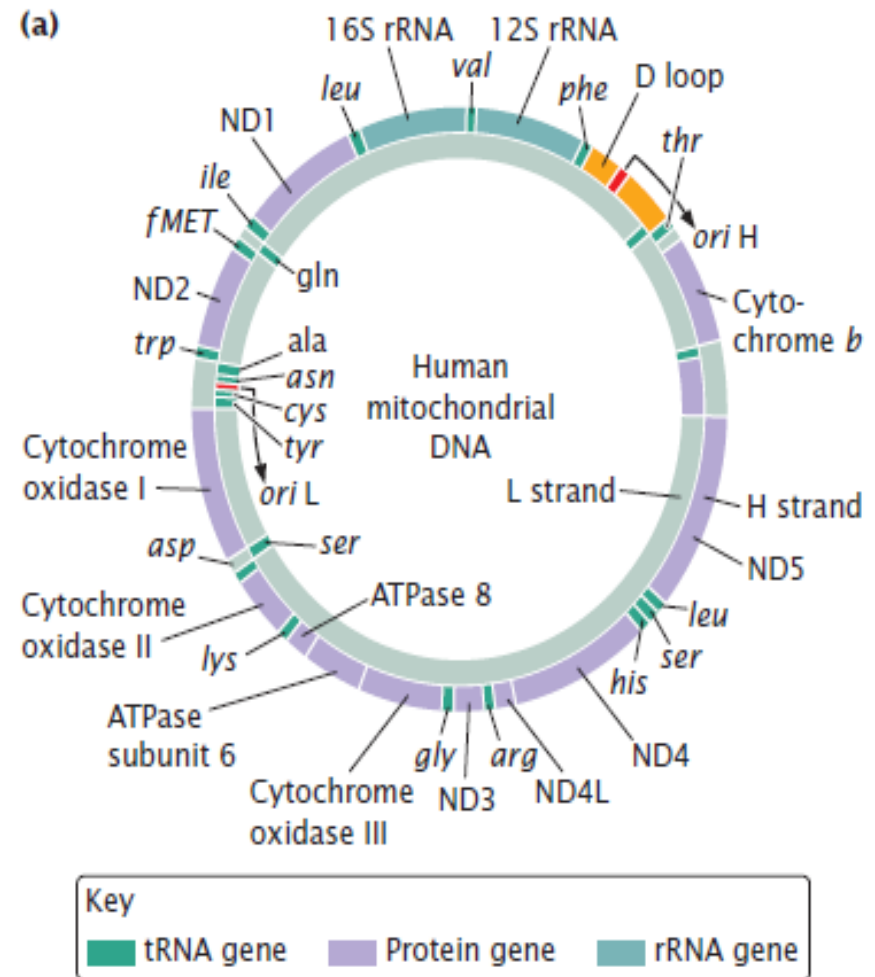 (a)
16S rRNA
12S rRNA
val
leu
phe
D loop
ND1
thr
ile
fMET
ori H
gln
ND2
Cyto-
chrome b
trp
ala
asn
cys
tyr
Human
mitochondrial
DNA
Cytochrome
oxidase I
ori L
L strand
H strand
asp
ser
ND5
Cytochrome
oxidase II
ATPase 8
leu
ser
his
lys
ATPase
subunit 6
gly
arg
ND4
Cytochrome
oxidase III
ND3
ND4L
Key
tRNA gene
Protein gene
rRNA gene